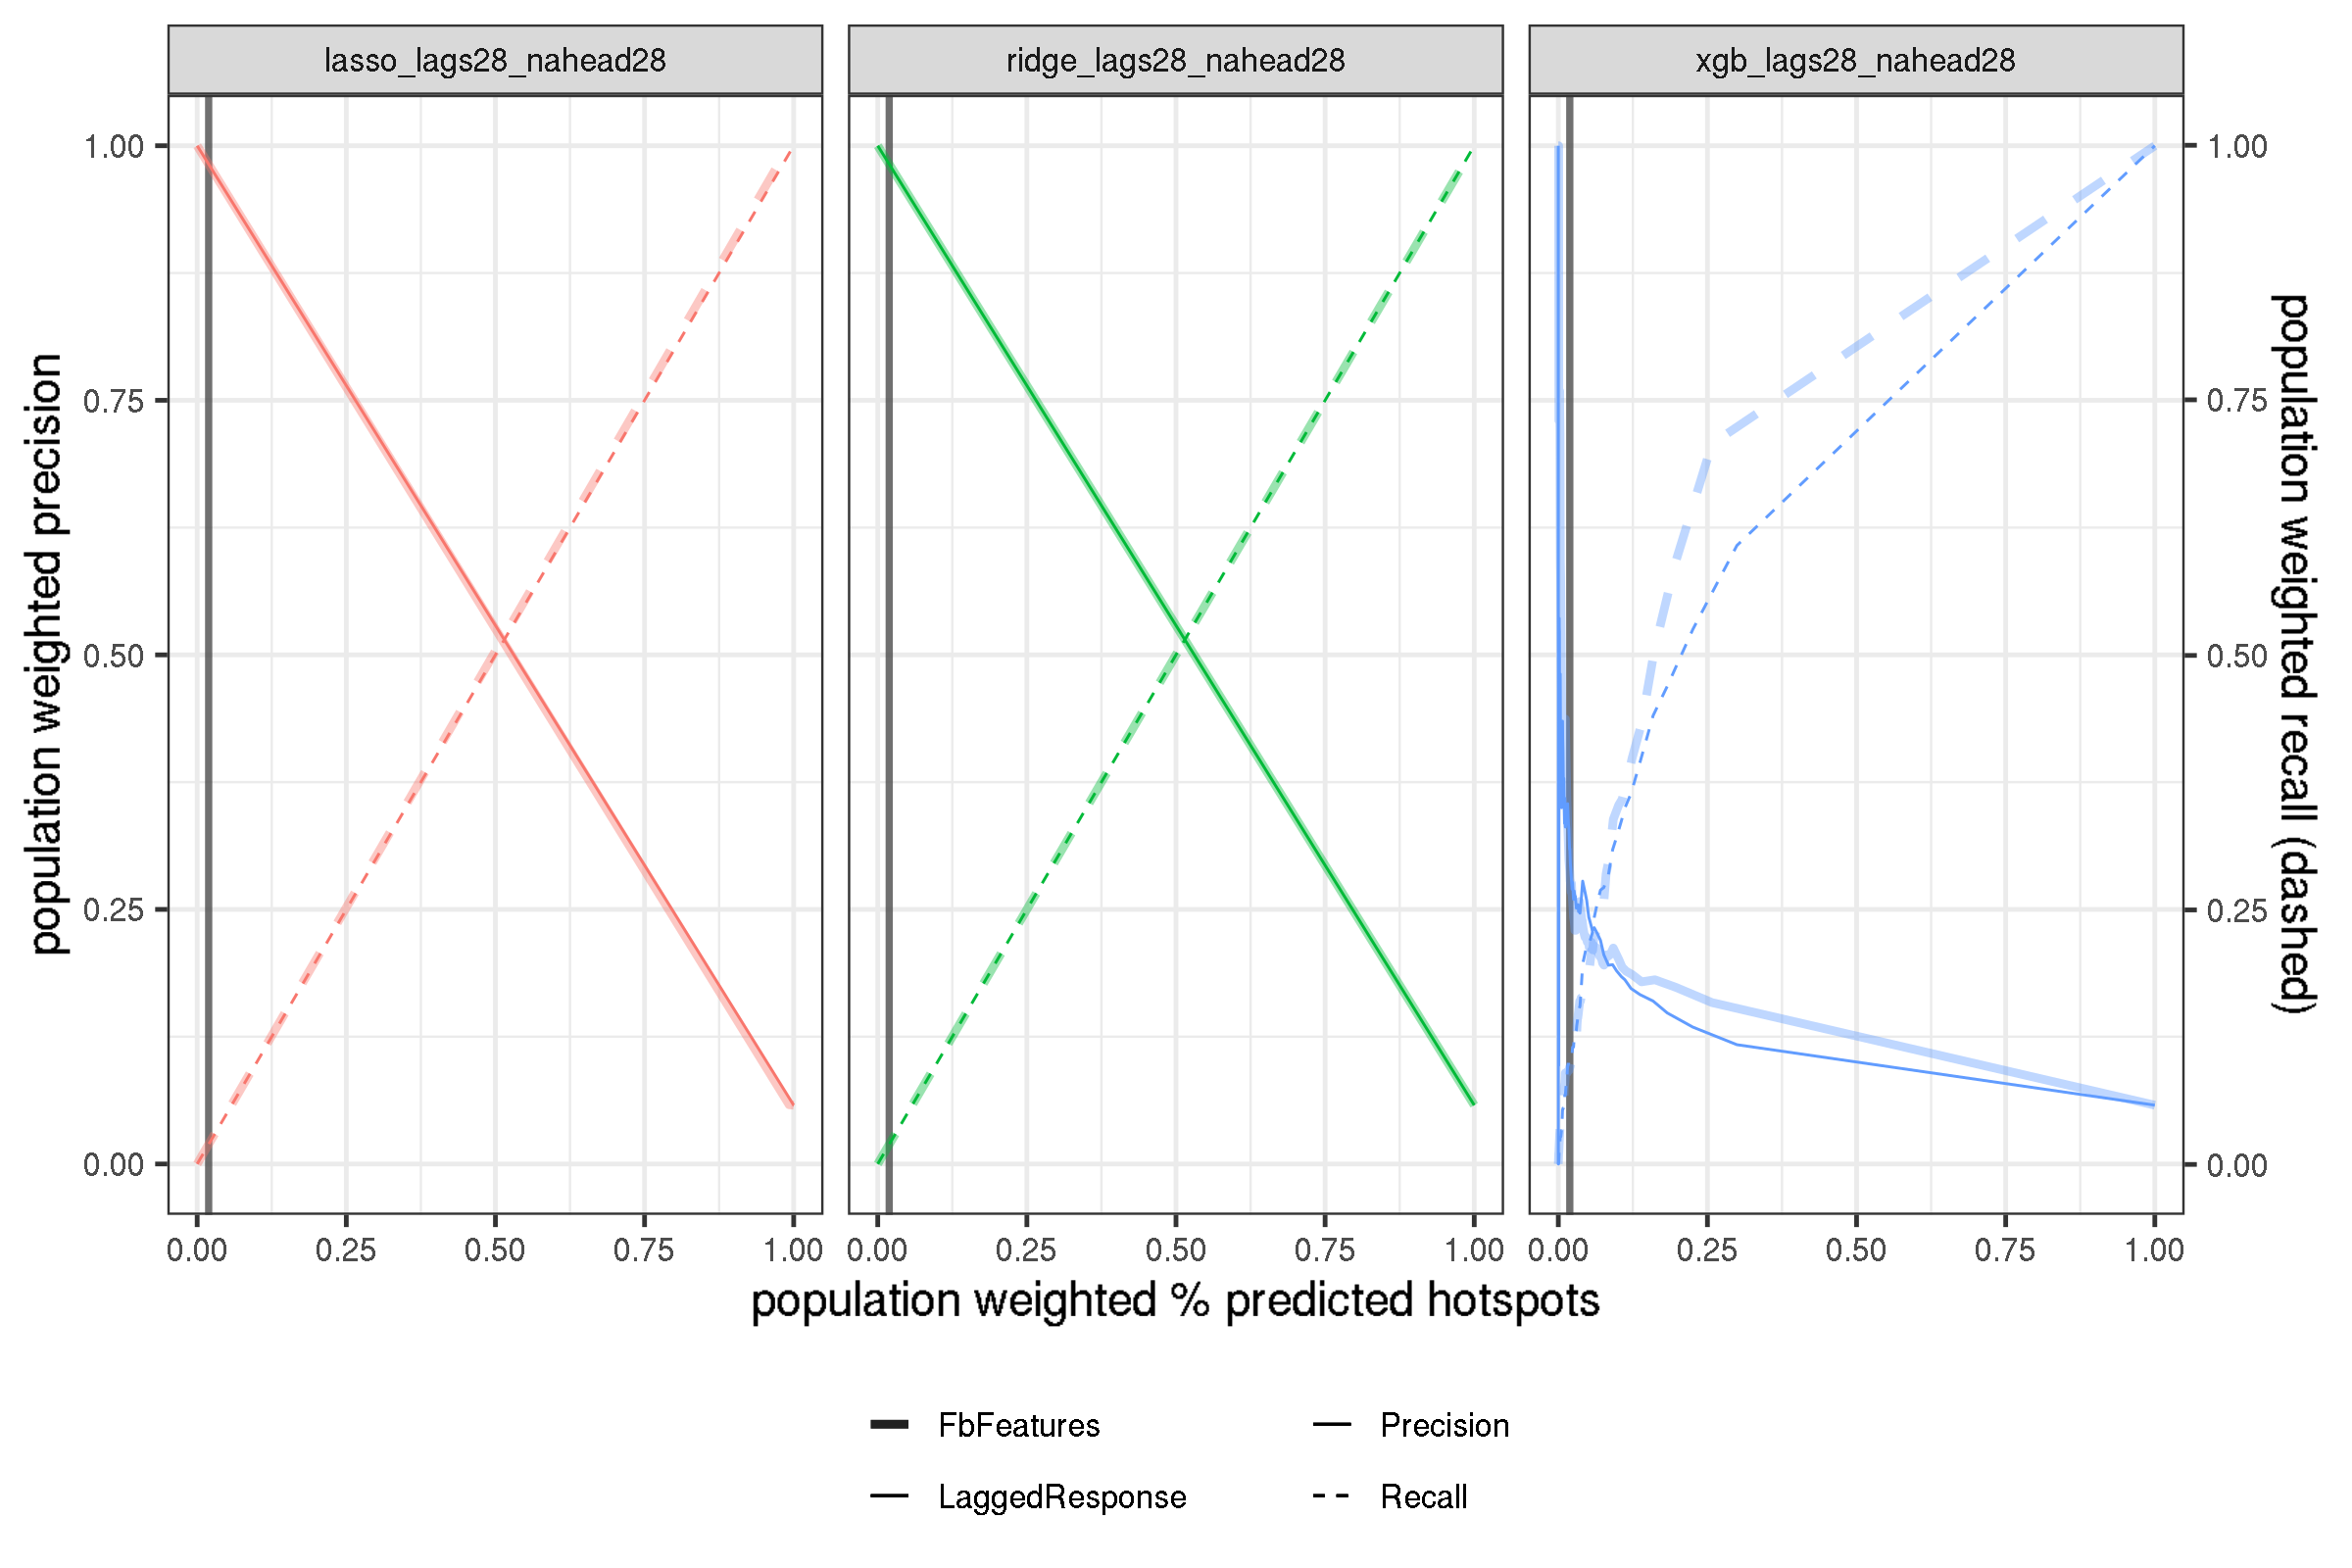 lasso_lags28_nahead28
ridge_lags28_nahead28
xgb_lags28_nahead28
population weighted precision
1.00
0.75
0.50
0.25
0.00
1.00
0.75
0.50
0.25
0.00
population weighted recall (dashed)
0.00 0.25 0.50 0.75 1.00
0.00 0.25 0.50 0.75 1.00
0.00 0.25 0.50 0.75 1.00
population weighted % predicted hotspots
FbFeatures
LaggedResponse
Precision
Recall